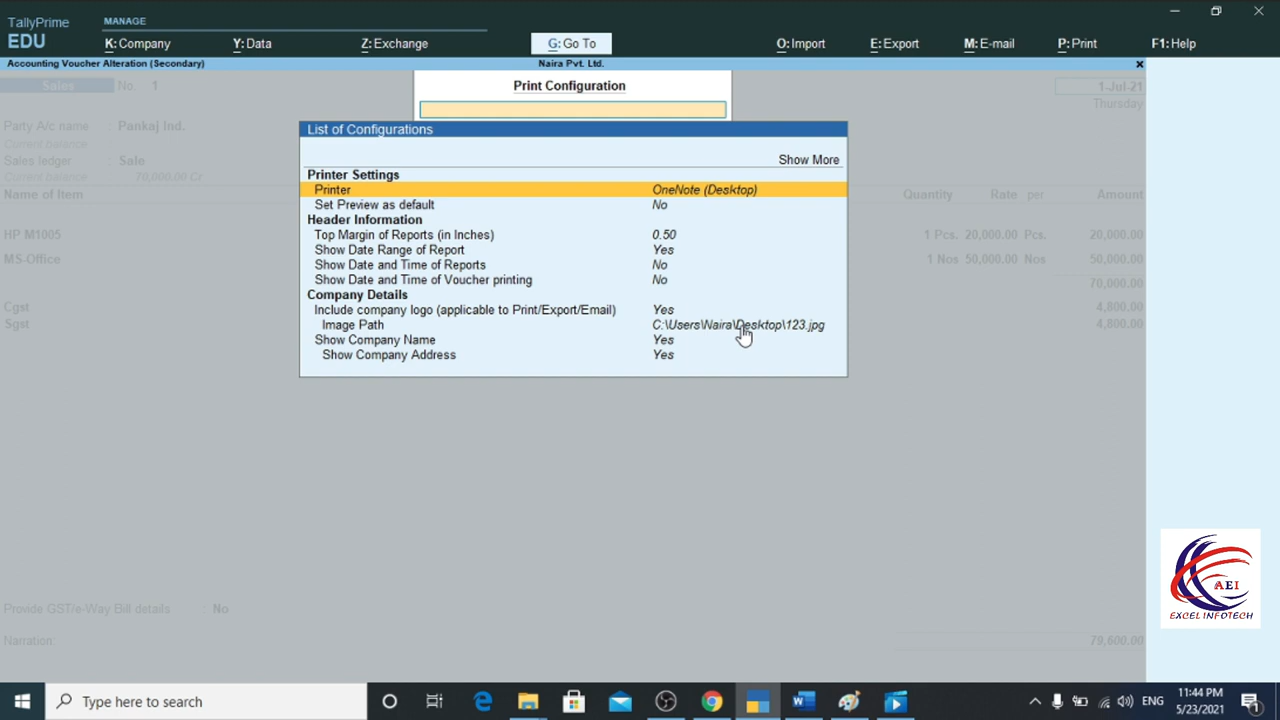 TallyPrime
EDU
MANAGE
K: Company
Y: Data
Z: Exchange
G: Go To
O: Import
E: Export
M: E-mail
P: Print
F1: Help
Accounting Voucher Alteration (Secondary)
Naira Pvt. Ltd.
Sales No. 1
1-Jul-21
Thursday
Print Configuration
Party A/c name : Pankaj Ind.
Current balance :
Sales ledger : Sale
Current balance : 70,000.00 Cr
Name of Item Quantity Rate per Amount
HP M1005 1 Pcs. 20,000.00 Pcs. 20,000.00
MS-Office 1 Nos 50,000.00 Nos 50,000.00
70,000.00
Cgst 4,800.00
Sgst 4,800.00
List of Configurations
Show More
Printer Settings
Printer OneNote (Desktop)
Set Preview as default No
Header Information
Top Margin of Reports (in Inches) 0.50
Show Date Range of Report Yes
Show Date and Time of Reports No
Show Date and Time of Voucher printing No
Company Details
Include company logo (applicable to Print/Export/Email) Yes
Image Path C:\Users\Naira\Desktop\123.jpg
Show Company Name Yes
Show Company Address Yes
AEI
EXCEL INFOTECH
Provide GST/e-Way Bill details : No
Narration:
79,600.00
Type here to search
ENG
11:44 PM
5/23/2021
1